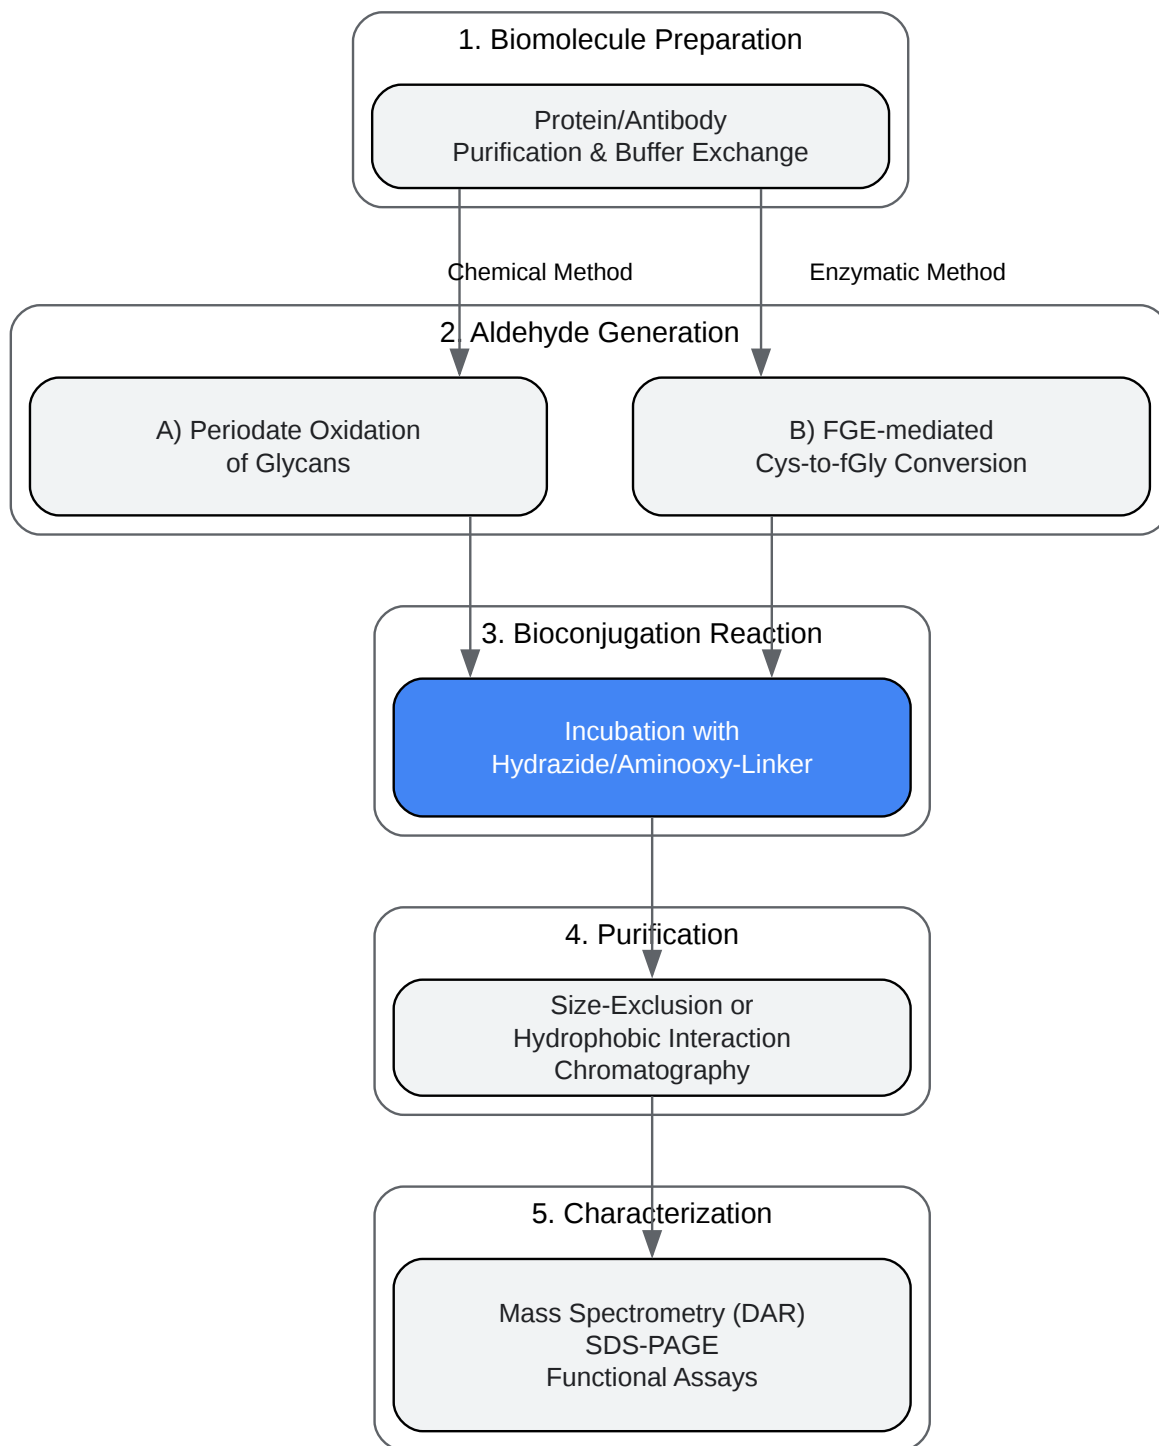 1. Biomolecule Preparation
Protein/Antibody
Purification & Buffer Exchange
Chemical Method
Enzymatic Method
2. Aldehyde Generation
A) Periodate Oxidation
of Glycans
B) FGE-mediated
Cys-to-fGly Conversion
3. Bioconjugation Reaction
Incubation with
Hydrazide/Aminooxy-Linker
4. Purification
Size-Exclusion or
Hydrophobic Interaction
Chromatography
5. Characterization
Mass Spectrometry (DAR)
SDS-PAGE
Functional Assays